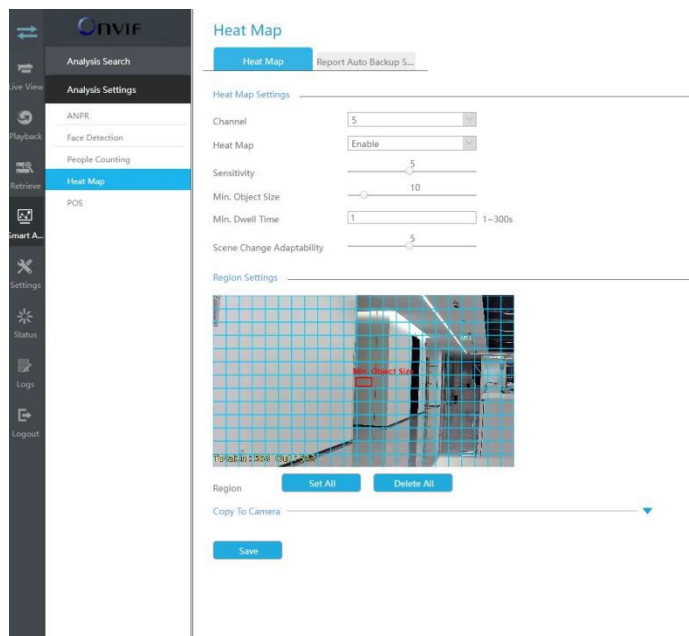 ONVIF
Live View
Playback
Retrieve
Smart A...
Settings
Status
Logs
Logout
Analysis Search
Analysis Settings
ANPR
Face Detection
People Counting
Heat Map
POS
Heat Map
Heat Map
Report Auto Backup S...
Heat Map Settings
Channel 5
Heat Map Enable
Sensitivity 5
Min. Object Size 10
Min. Dwell Time 1 1~300s
Scene Change Adaptability 5
Region Settings
Min. Object Size
Region Set All Delete All
Copy To Camera
Save